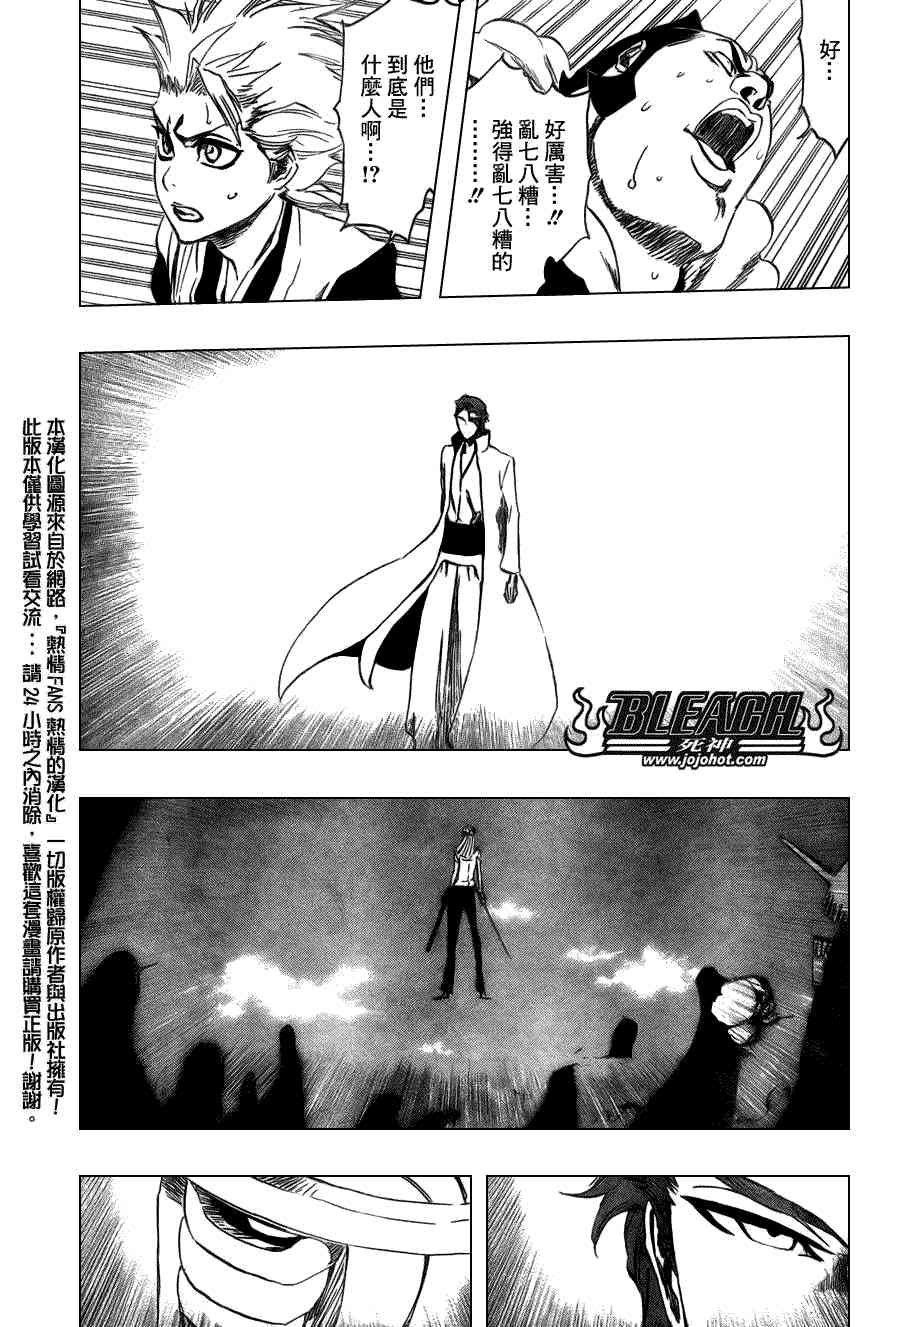 好…
好厲害…!!
亂七八糟…
強得亂七八糟的
…………!!
他們…
到底是
什麼人啊…!?
BLEACH
死神
www.jojohot.com
本漢化圖源來自於網路，『熱情FANS 熱情的漢化』一切版權歸原作者與出版社擁有！
此版本僅供學習試看交流… 請 24 小時之內消除，喜歡這套漫畫請購買正版！謝謝。